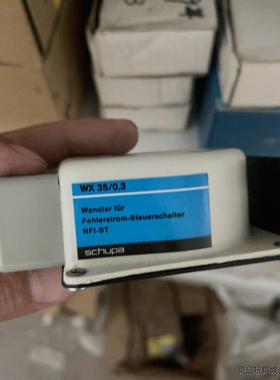 WX 35/0,3
Wandler für
Fehlerstrom-Steuerschalter
NFI-ST
schupa